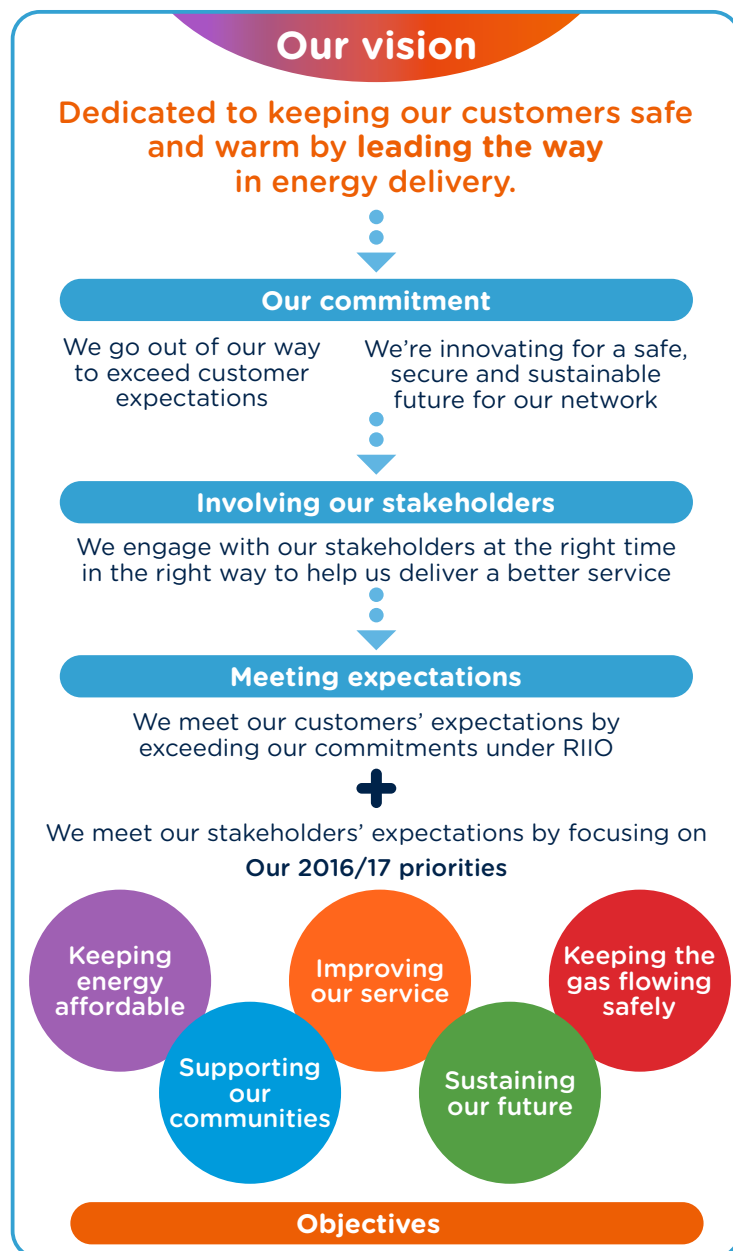 Our vision
Dedicated to keeping our customers safe
and warm by leading the way
in energy delivery.
Our commitment
We go out of our way
to exceed customer
expectations
We’re innovating for a safe,
secure and sustainable
future for our network
Involving our stakeholders
We engage with our stakeholders at the right time
in the right way to help us deliver a better service
Meeting expectations
We meet our customers’ expectations by
exceeding our commitments under RIIO
We meet our stakeholders’ expectations by focusing on
Our 2016/17 priorities
Keeping
energy
affordable
Supporting
our
communities
Improving
our service
Sustaining
our future
Keeping the
gas flowing
safely
Objectives